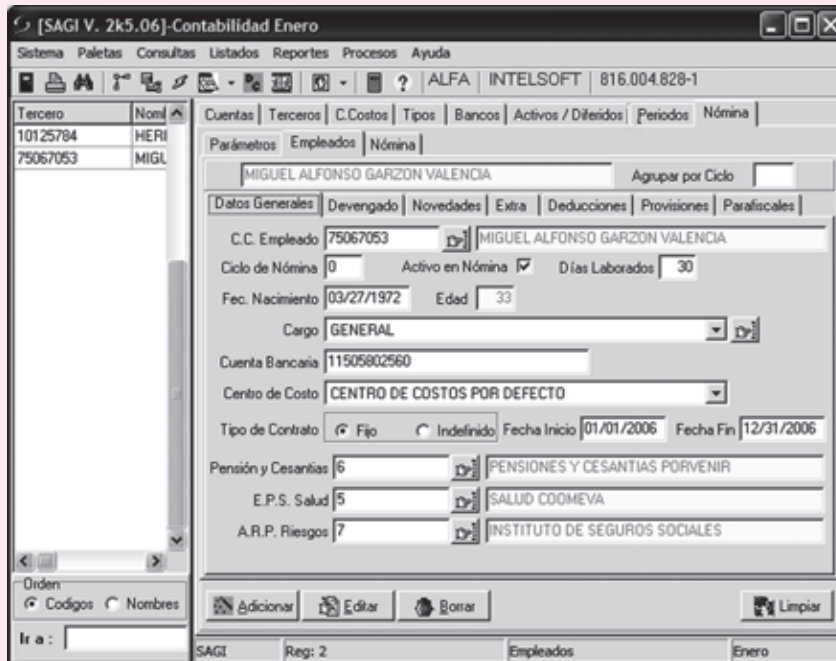 [SAGI V. 2k5.06]-Contabilidad Enero
Sistema Paletas Consultas Listados Reportes Procesos Ayuda
ALFA INTELSOFT 816.004.828-1
Tercero Noml
10125784 HERI
75067053 MIGL
Cuentas Terceros C.Costos Tipos Bancos Activos / Diferidos Periodos Nómina
Parámetros Empleados Nómina
MIGUEL ALFONSO GARZON VALENCIA Agrupar por Ciclo
Datos Generales Devengado Novedades Extra Deducciones Provisiones Parafiscales
C.C. Empleado 75067053 MIGUEL ALFONSO GARZON VALENCIA
Ciclo de Nómina 0 Activo en Nómina Días Laborados 30
Fec. Nacimiento 03/27/1972 Edad 33
Cargo GENERAL
Cuenta Bancaria 11505802560
Centro de Costo CENTRO DE COSTOS POR DEFECTO
Tipo de Contrato Fijo Indefinido Fecha Inicio 01/01/2006 Fecha Fin 12/31/2006
Pensión y Cesantias 6 PENSIONES Y CESANTIAS PORVENIR
E.P.S. Salud 5 SALUD COOMEVA
A.R.P. Riesgos 7 INSTITUTO DE SEGUROS SOCIALES
Orden
Codigos Nombres
Ir a :
Adicionar Editar Borrar Limpiar
SAGI Reg: 2 Empleados Enero